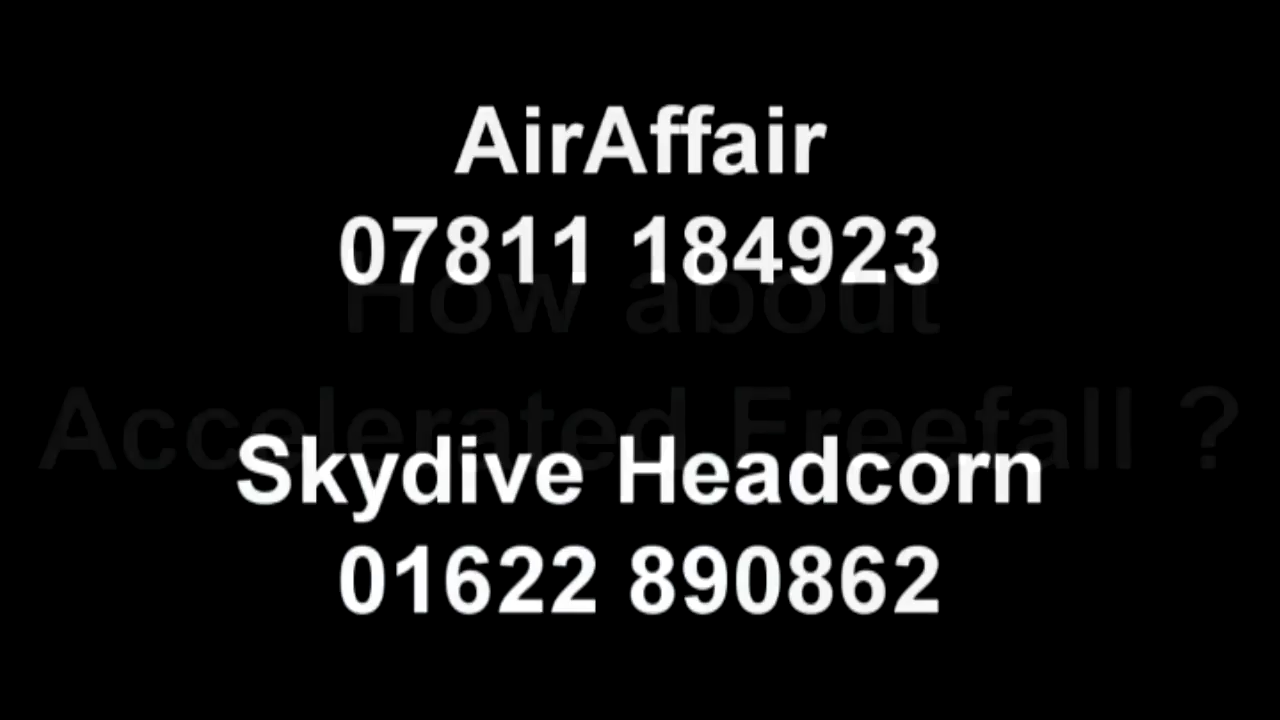 AirAffair
07811 184923
How about
Accelerated Freefall ?
Skydive Headcorn
01622 890862